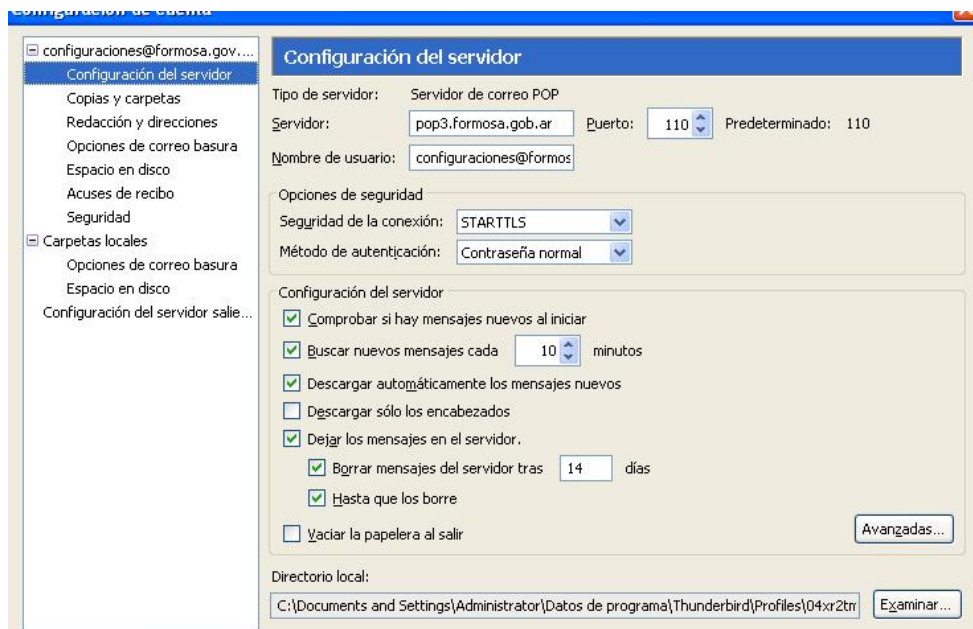 Configuración de cuenta
configuraciones@formosa.gov....
Configuración del servidor
Copias y carpetas
Redacción y direcciones
Opciones de correo basura
Espacio en disco
Acuses de recibo
Seguridad
Carpetas locales
Opciones de correo basura
Espacio en disco
Configuración del servidor salie...
Configuración del servidor
Tipo de servidor: Servidor de correo POP
Servidor: pop3.formosa.gob.ar Puerto: 110 Predeterminado: 110
Nombre de usuario: configuraciones@formos
Opciones de seguridad
Seguridad de la conexión: STARTTLS
Método de autenticación: Contraseña normal
Configuración del servidor
Comprobar si hay mensajes nuevos al iniciar
Buscar nuevos mensajes cada 10 minutos
Descargar automáticamente los mensajes nuevos
Descargar sólo los encabezados
Dejar los mensajes en el servidor.
Borrar mensajes del servidor tras 14 días
Hasta que los borre
Vaciar la papelera al salir
Avanzadas...
Directorio local:
C:\Documents and Settings\Administrator\Datos de programa\Thunderbird\Profiles\04xr2tm
Examinar...